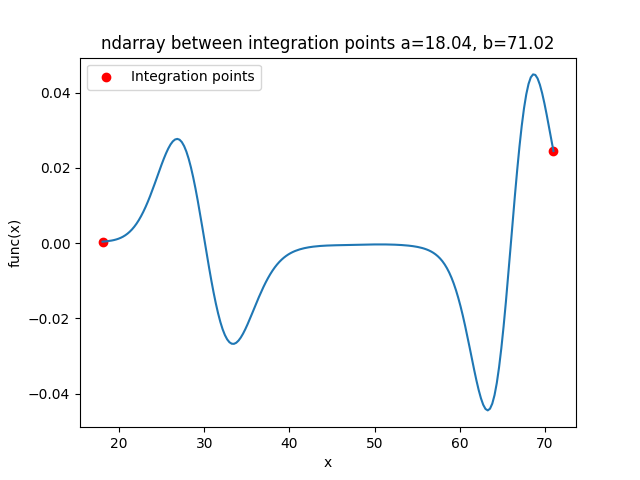 ndarray between integration points a=18.04, b=71.02
Integration points
0.04
0.02
0.00
−0.02
−0.04
func(x)
20 30 40 50 60 70
x